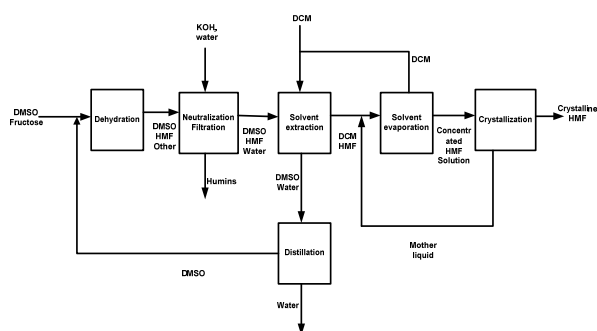 KOH,
water
DCM
DCM
DMSO
Fructose
Dehydration
DMSO
HMF
Other
Neutralization
Filtration
DMSO
HMF
Water
Solvent
extraction
DCM
HMF
Solvent
evaporation
Concentr
ated
HMF
Solution
Crystallization
Crystalline
HMF
Humins
DMSO
Water
Distillation
Mother
liquid
DMSO
Water